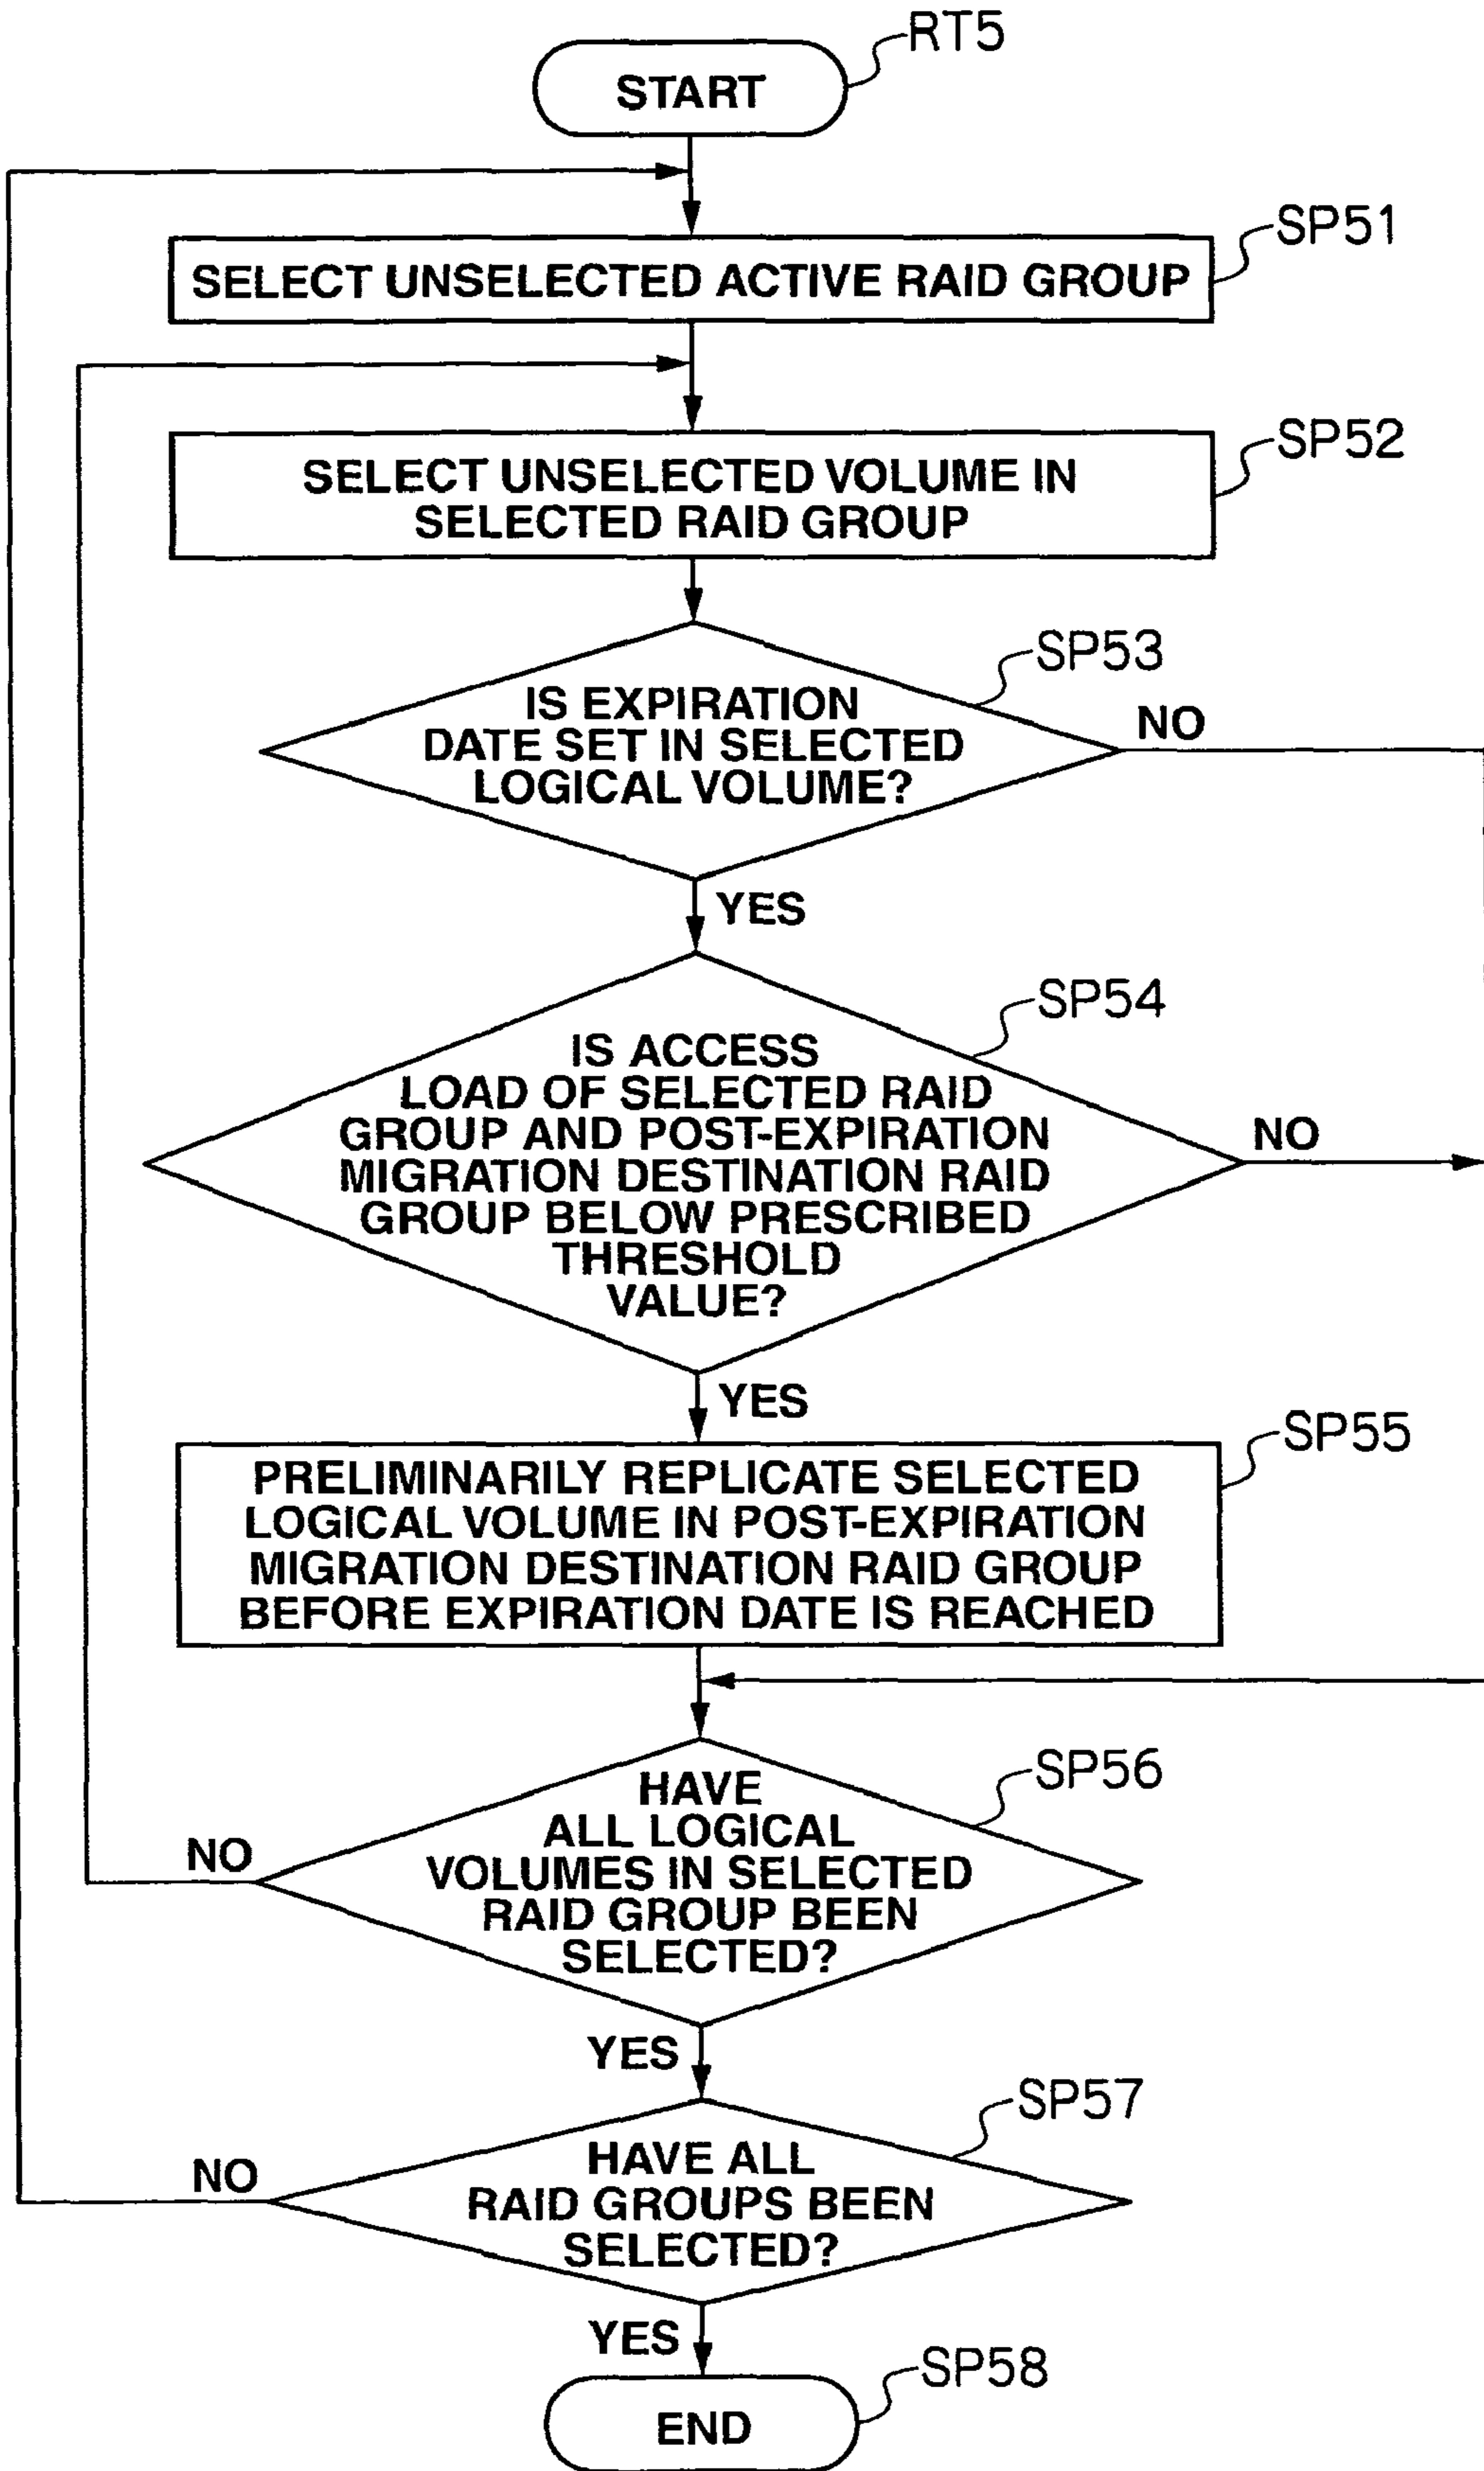 RT5
START
SP51
SELECT UNSELECTED ACTIVE RAID GROUP
SP52
SELECT UNSELECTED VOLUME IN
SELECTED RAID GROUP
SP53
IS EXPIRATION
DATE SET IN SELECTED
LOGICAL VOLUME?
NO
YES
SP54
IS ACCESS
LOAD OF SELECTED RAID
GROUP AND POST-EXPIRATION
MIGRATION DESTINATION RAID
GROUP BELOW PRESCRIBED
THRESHOLD
VALUE?
NO
YES
SP55
PRELIMINARILY REPLICATE SELECTED
LOGICAL VOLUME IN POST-EXPIRATION
MIGRATION DESTINATION RAID GROUP
BEFORE EXPIRATION DATE IS REACHED
SP56
HAVE
ALL LOGICAL
VOLUMES IN SELECTED
RAID GROUP BEEN
SELECTED?
NO
YES
SP57
HAVE ALL
RAID GROUPS BEEN
SELECTED?
NO
YES
SP58
END